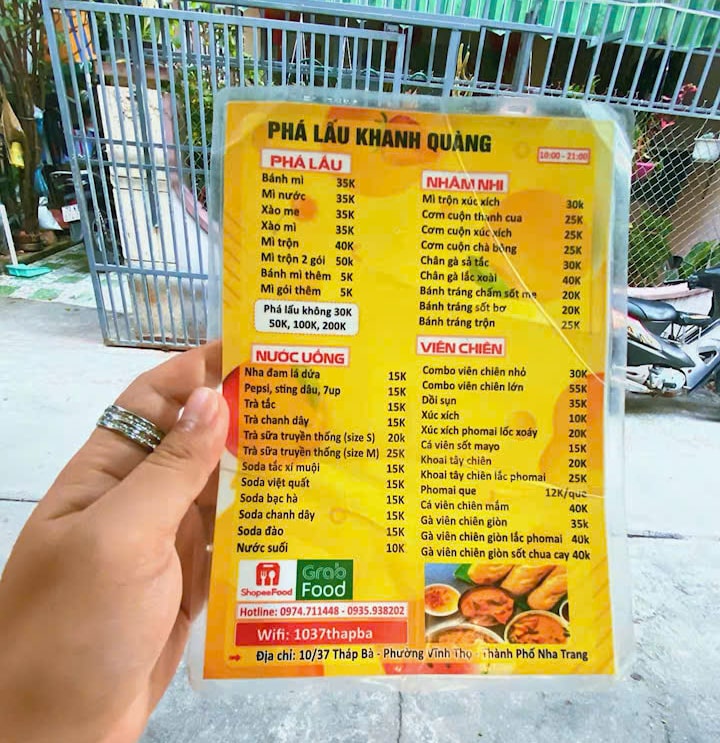 PHÁ LẤU KHANH QUÀNG
10:00 - 21:00
PHÁ LẤU
Bánh mì 35K
Mì nước 35K
Xào me 35K
Xào mì 35K
Mì trộn 40K
Mì trộn 2 gói 50k
Bánh mì thêm 5K
Mì gói thêm 5K
Phá lấu không 30K
50K, 100K, 200K
NHÂM NHI
Mì trộn xúc xích 30k
Cơm cuộn thanh cua 25K
Cơm cuộn xúc xích 25K
Cơm cuộn chà bông 25K
Chân gà sả tắc 30K
Chân gà lắc xoài 40K
Bánh tráng chấm sốt me 20K
Bánh tráng sốt bơ 20K
Bánh tráng trộn 25K
NƯỚC UỐNG
Nha đam lá dứa 15K
Pepsi, sting dâu, 7up 15K
Trà tắc 15K
Trà chanh dây 15K
Trà sữa truyền thống (size S) 20k
Trà sữa truyền thống (size M) 25K
Soda tắc xí muội 15K
Soda việt quất 15K
Soda bạc hà 15K
Soda chanh dây 15K
Soda đào 15K
Nước suối 10K
VIÊN CHIÊN
Combo viên chiên nhỏ 30K
Combo viên chiên lớn 55K
Dồi sụn 35K
Xúc xích 10K
Xúc xích phomai lốc xoáy 20K
Cá viên sốt mayo 15K
Khoai tây chiên 20K
Khoai tây chiên lắc phomai 25K
Phomai que 12K/que
Cá viên chiên mắm 40K
Gà viên chiên giòn 35k
Gà viên chiên giòn lắc phomai 40k
Gà viên chiên giòn sốt chua cay 40k
ShopeeFood
Grab
Food
Hotline: 0974.711448 - 0935.938202
Wifi: 1037thapba
Địa chỉ: 10/37 Tháp Bà - Phường Vĩnh Thọ - Thành Phố Nha Trang